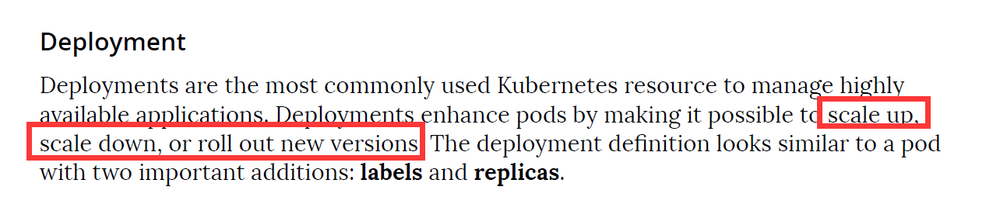 Deployment
Deployments are the most commonly used Kubernetes resource to manage highly
available applications. Deployments enhance pods by making it possible to scale up,
scale down, or roll out new versions. The deployment definition looks similar to a pod
with two important additions: labels and replicas.